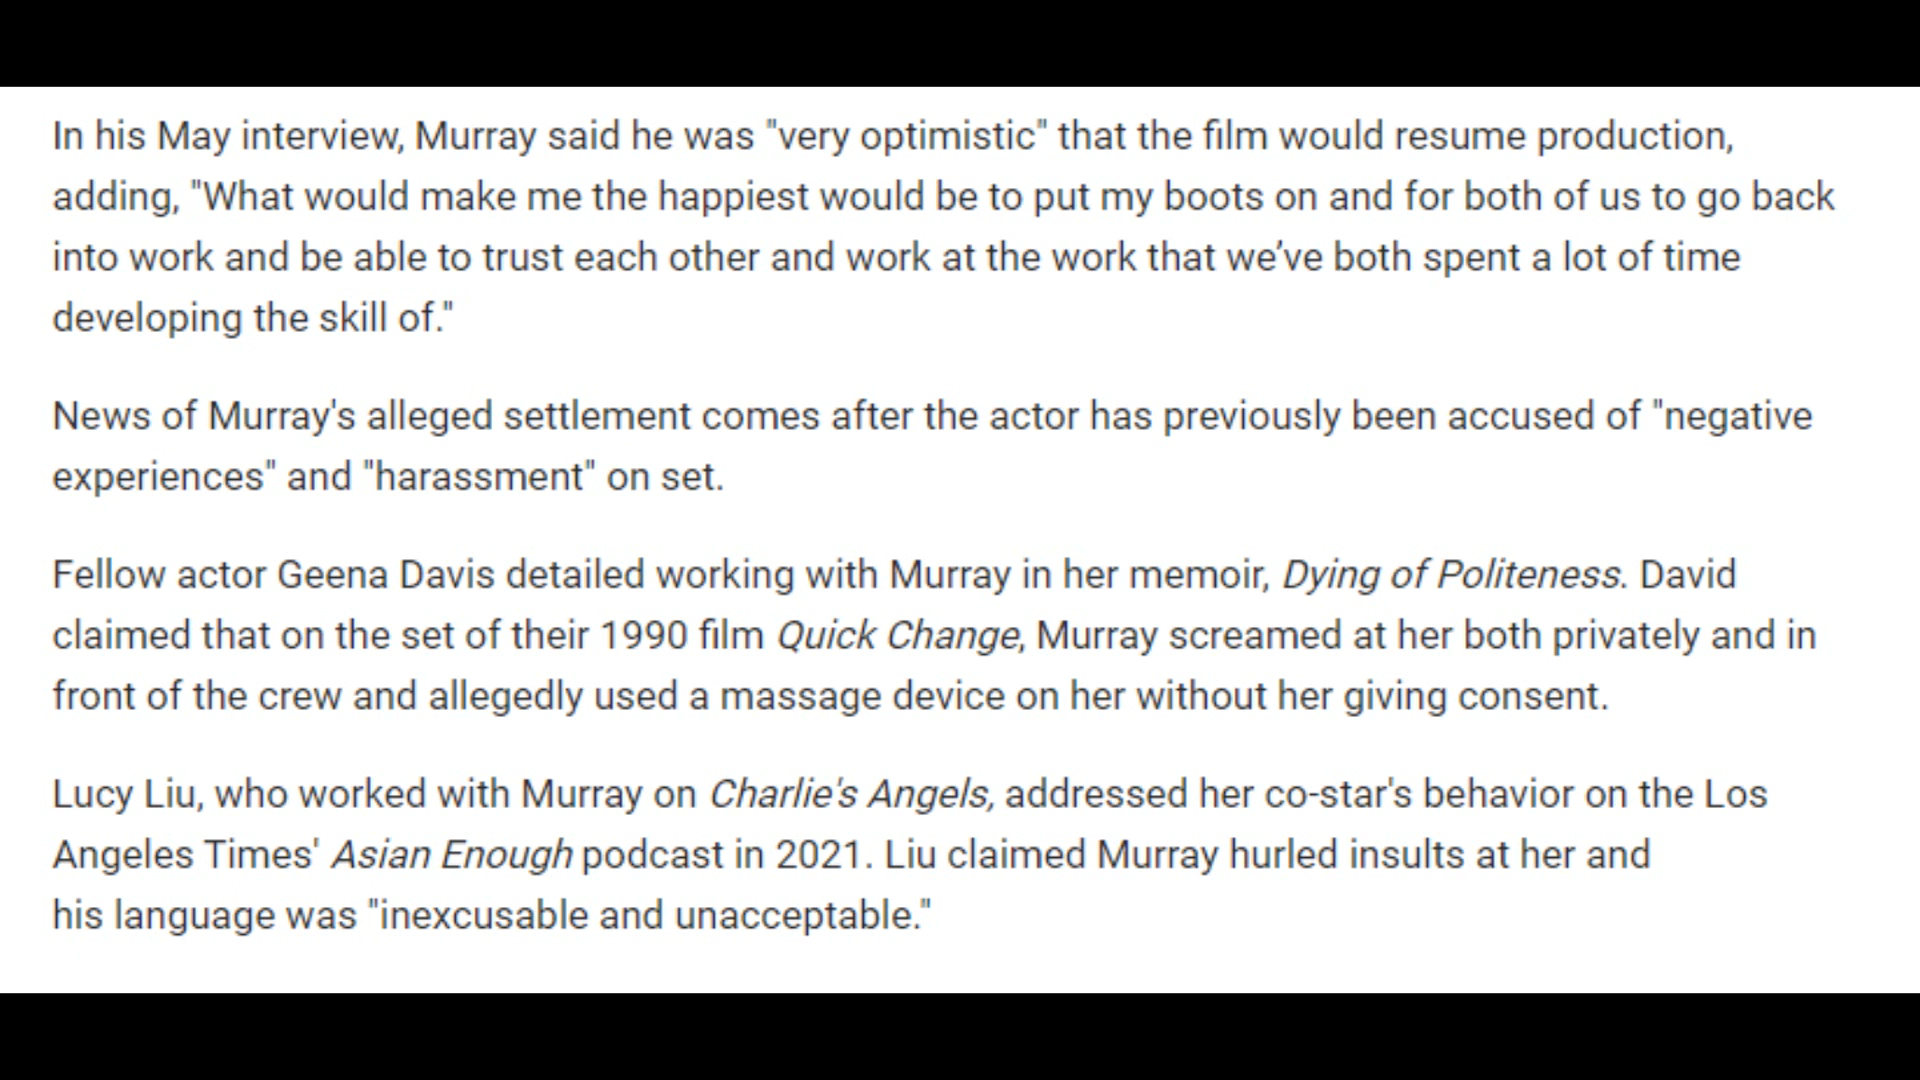 In his May interview, Murray said he was "very optimistic" that the film would resume production,
adding, "What would make me the happiest would be to put my boots on and for both of us to go back
into work and be able to trust each other and work at the work that we’ve both spent a lot of time
developing the skill of."
News of Murray's alleged settlement comes after the actor has previously been accused of "negative
experiences" and "harassment" on set.
Fellow actor Geena Davis detailed working with Murray in her memoir, Dying of Politeness. David
claimed that on the set of their 1990 film Quick Change, Murray screamed at her both privately and in
front of the crew and allegedly used a massage device on her without her giving consent.
Lucy Liu, who worked with Murray on Charlie's Angels, addressed her co-star's behavior on the Los
Angeles Times' Asian Enough podcast in 2021. Liu claimed Murray hurled insults at her and
his language was "inexcusable and unacceptable."